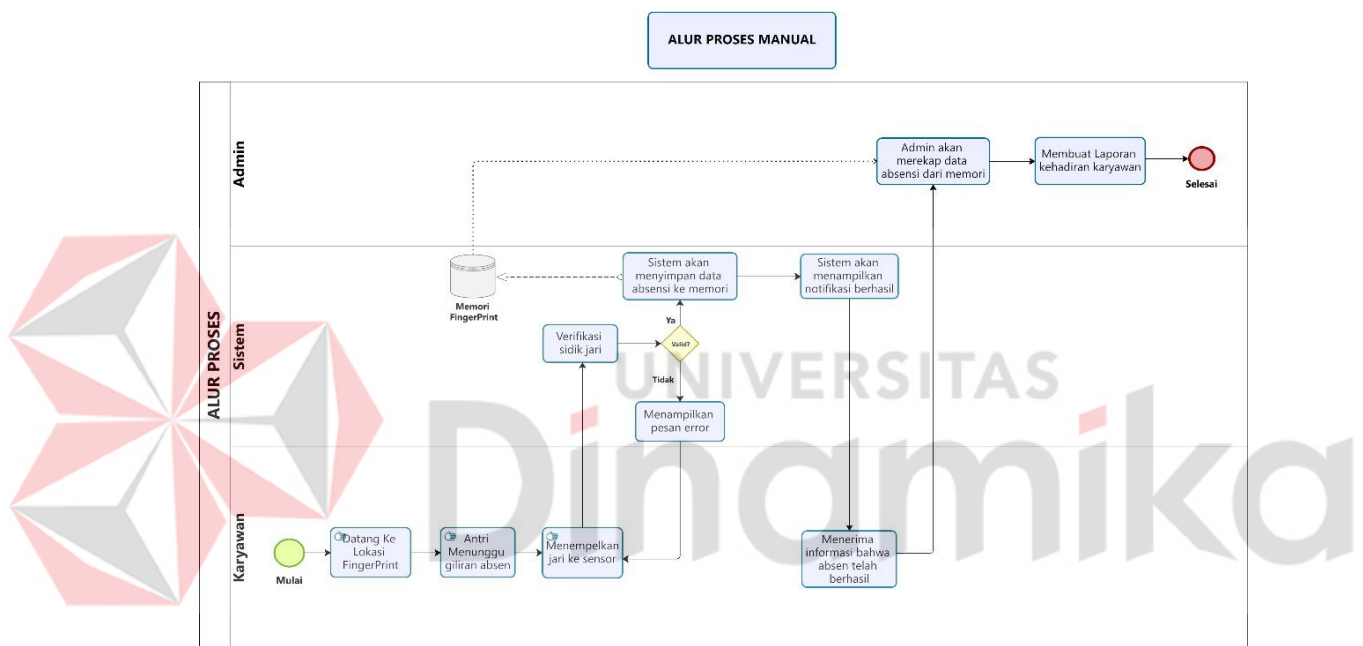 ALUR PROSES MANUAL
ALUR PROSES
Admin
Admin akan
merekap data
absensi dari memori
Membuat Laporan
kehadiran karyawan
Selesai
Sistem
Memori
FingerPrint
Sistem akan
menyimpan data
absensi ke memori
Sistem akan
menampilkan
notifikasi berhasil
Ya
Verifikasi
sidik jari
Valid?
Tidak
Menampilkan
pesan error
UNIVERSITAS
Dinamika
Karyawan
Mulai
Datang Ke
Lokasi
FingerPrint
Antri
Menunggu
giliran absen
Menempelkan
jari ke sensor
Menerima
informasi bahwa
absen telah
berhasil